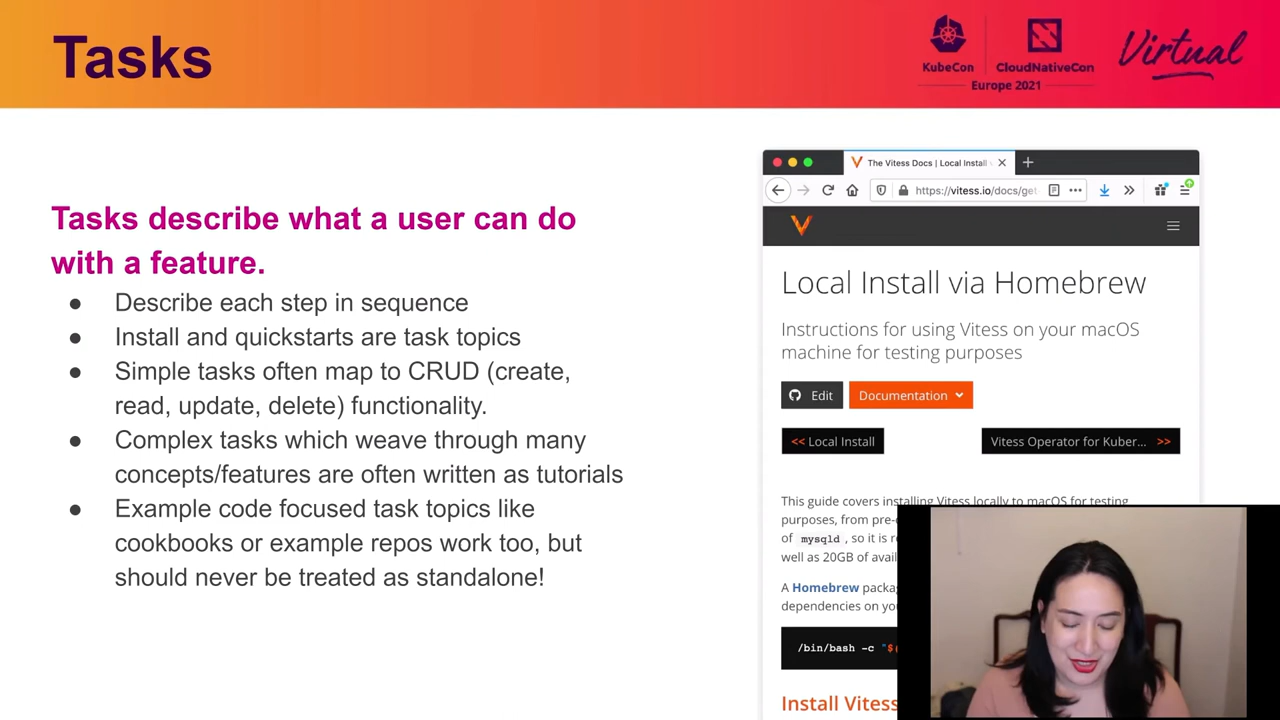 Tasks
KubeCon
CloudNativeCon
Europe 2021
Virtual
Tasks describe what a user can do
with a feature.
● Describe each step in sequence
● Install and quickstarts are task topics
● Simple tasks often map to CRUD (create,
read, update, delete) functionality.
● Complex tasks which weave through many
concepts/features are often written as tutorials
● Example code focused task topics like
cookbooks or example repos work too, but
should never be treated as standalone!
The Vitess Docs | Local Install
https://vitess.io/docs/get
Local Install via Homebrew
Instructions for using Vitess on your macOS
machine for testing purposes
Edit
Documentation
<< Local Install
Vitess Operator for Kuber... >>
This guide covers installing Vitess locally to macOS for testing
purposes, from pre-
of mysqld , so it is
well as 20GB of avai
A Homebrew packa
dependencies on yo
/bin/bash -c "$
Install Vitess